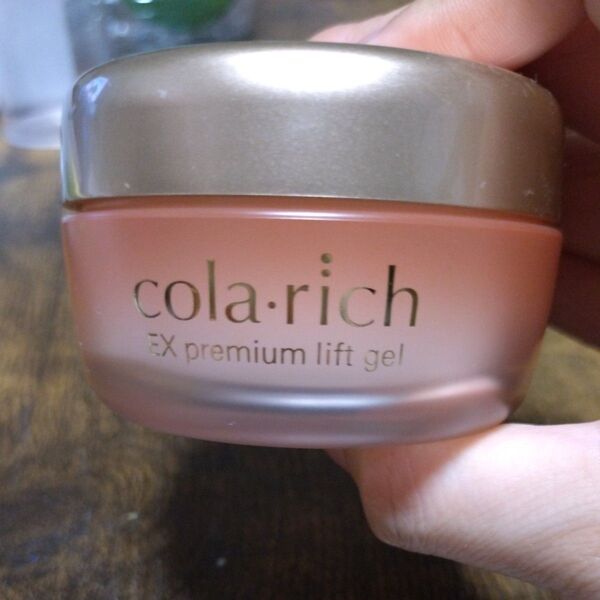 cola·rich
EX premium lift gel